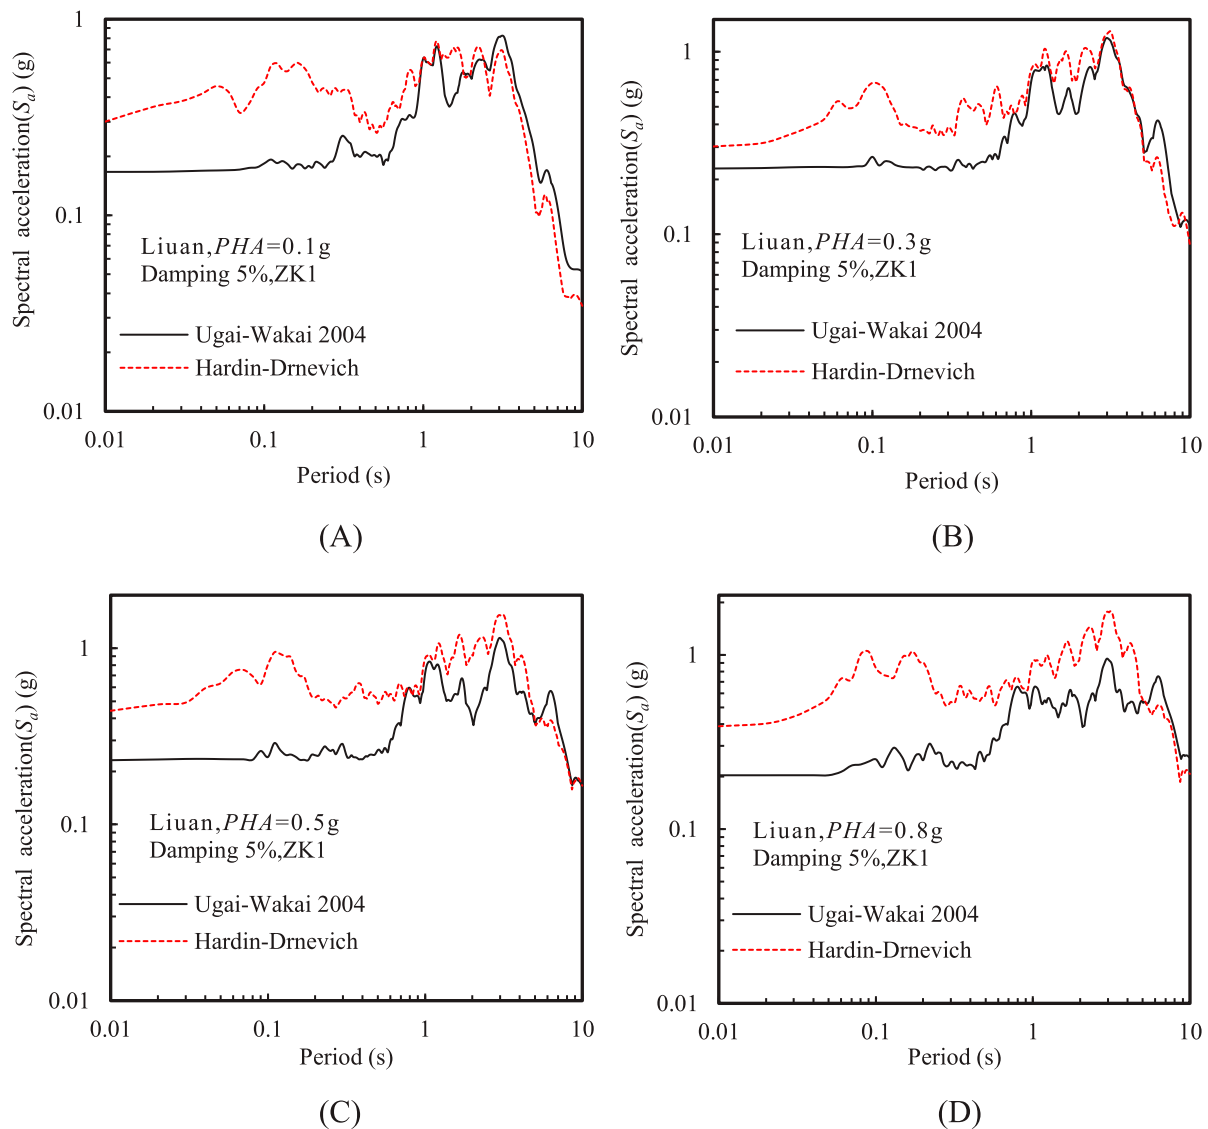 Spectral acceleration(Sa) (g)
1
0.1
0.01
Liuan,PHA=0.1g
Damping 5%,ZK1
Ugai-Wakai 2004
Hardin-Drnevich
0.01 0.1 1 10
Period (s)
(A)
Spectral acceleration(Sa) (g)
1
0.1
0.01
Liuan,PHA=0.3g
Damping 5%,ZK1
Ugai-Wakai 2004
Hardin-Drnevich
0.01 0.1 1 10
Period (s)
(B)
Spectral acceleration(Sa) (g)
1
0.1
0.01
Liuan,PHA=0.5g
Damping 5%,ZK1
Ugai-Wakai 2004
Hardin-Drnevich
0.01 0.1 1 10
Period (s)
(C)
Spectral acceleration(Sa) (g)
1
0.1
0.01
Liuan,PHA=0.8g
Damping 5%,ZK1
Ugai-Wakai 2004
Hardin-Drnevich
0.01 0.1 1 10
Period (s)
(D)